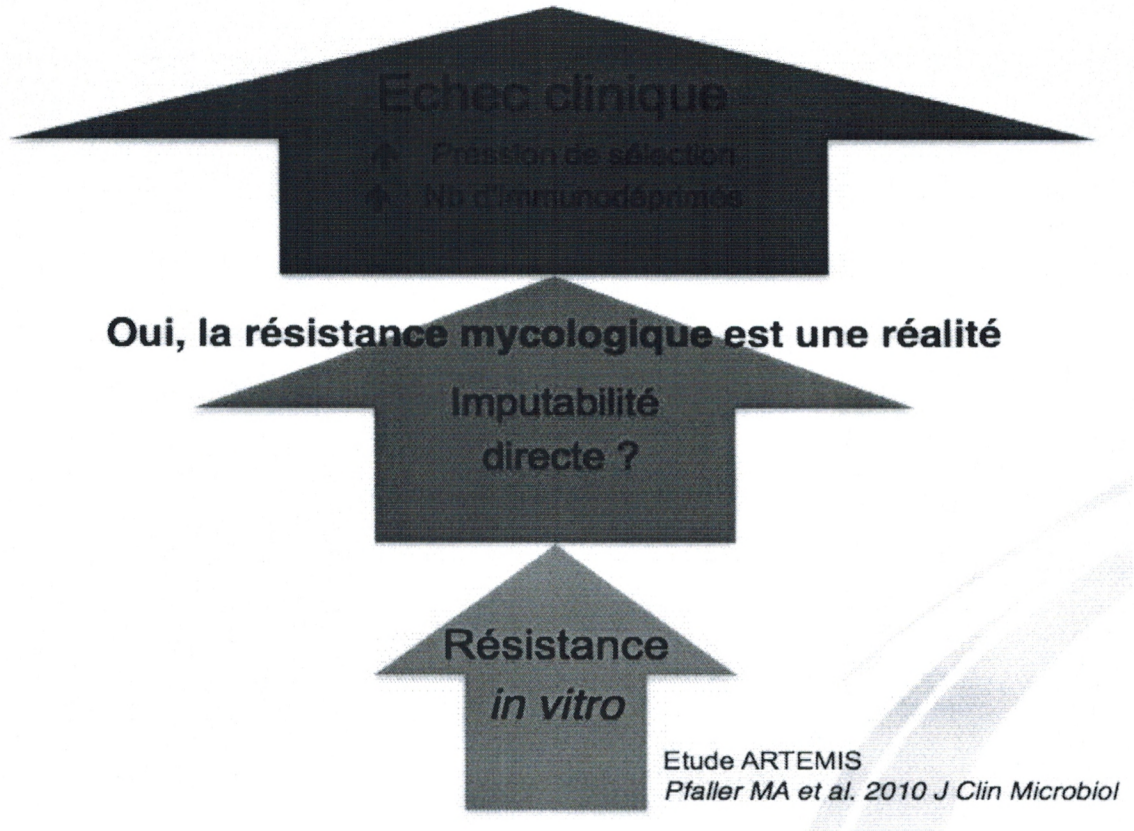 Echec clinique
Pression de sélection
Nb d'immunodéprimés
Oui, la résistance mycologique est une réalité
Imputabilité
directe ?
Résistance
in vitro
Etude ARTEMIS
Pfaller MA et al. 2010 J Clin Microbiol